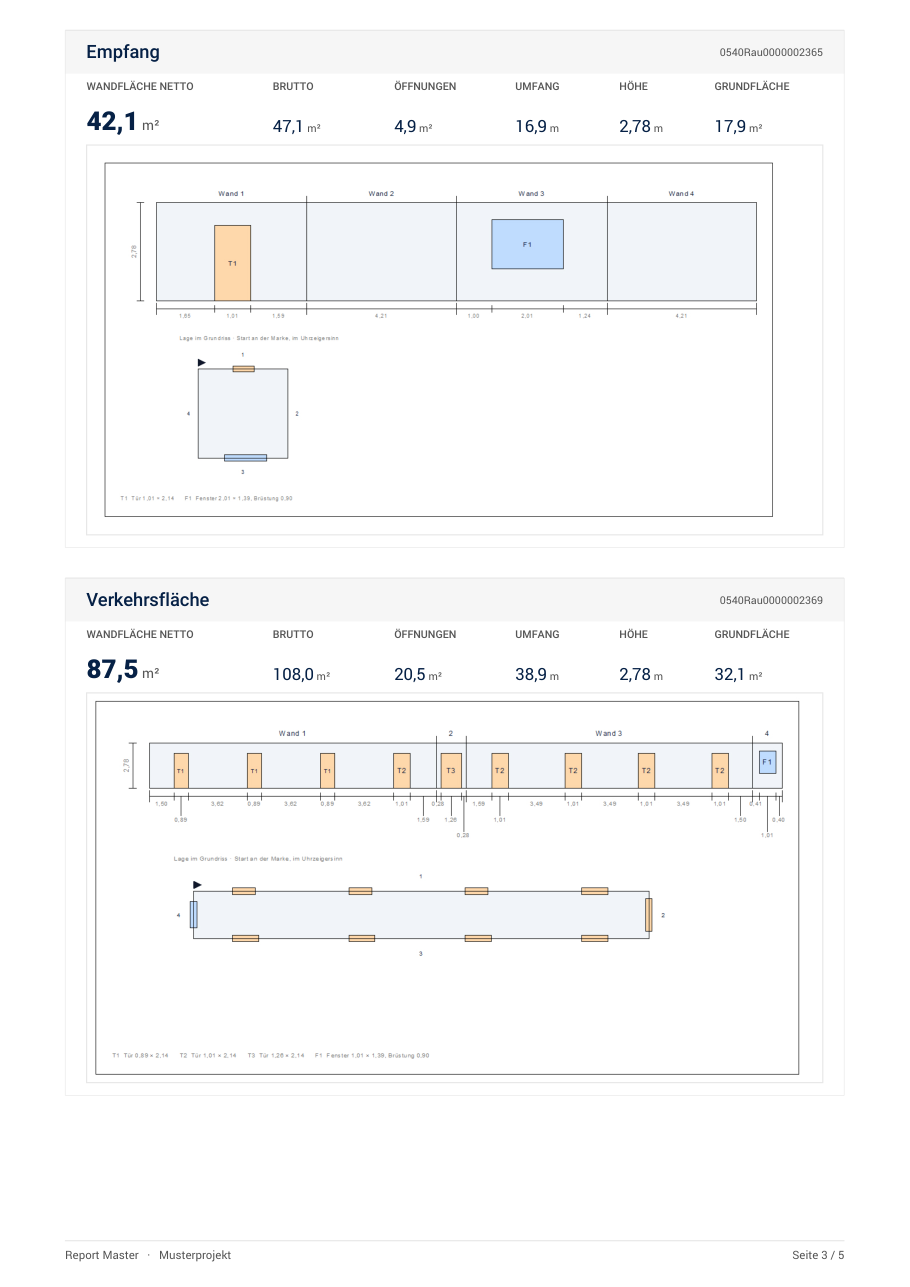 Empfang 0540Rau0000002365
WANDFLÄCHE NETTO BRUTTO ÖFFNUNGEN UMFANG HÖHE GRUNDFLÄCHE
42,1 m² 47,1 m² 4,9 m² 16,9 m 2,78 m 17,9 m²
Wand 1 Wand 2 Wand 3 Wand 4
2,78
T1 F1
1,01 1,59 4,21 1,00 2,01 1,24 4,21
Lage im Grundriss · Start an der Marke, im Uhrzeigersinn
1
4 2
3
T1 Tür 1,01 × 2,14 F1 Fenster 2,01 × 1,39, Brüstung 0,90
Verkehrsfläche 0540Rau0000002369
WANDFLÄCHE NETTO BRUTTO ÖFFNUNGEN UMFANG HÖHE GRUNDFLÄCHE
87,5 m² 108,0 m² 20,5 m² 38,9 m 2,78 m 32,1 m²
Wand 1 2 Wand 3 4
2,78
T1 T1 T1 T2 T3 T2 T2 T2 T2 F1
3,62 0,89 3,62 0,89 3,62 1,01 0,28 1,59 3,49 1,01 3,49 1,01 3,49 1,01 0,41
0,89 1,59 1,26 1,01 1,50 0,40
0,28 1,01
Lage im Grundriss · Start an der Marke, im Uhrzeigersinn
1
4 2
3
T1 Tür 0,89 × 2,14 T2 Tür 1,01 × 2,14 T3 Tür 1,26 × 2,14 F1 Fenster 1,01 × 1,39, Brüstung 0,90
Report Master · Musterprojekt Seite 3 / 5